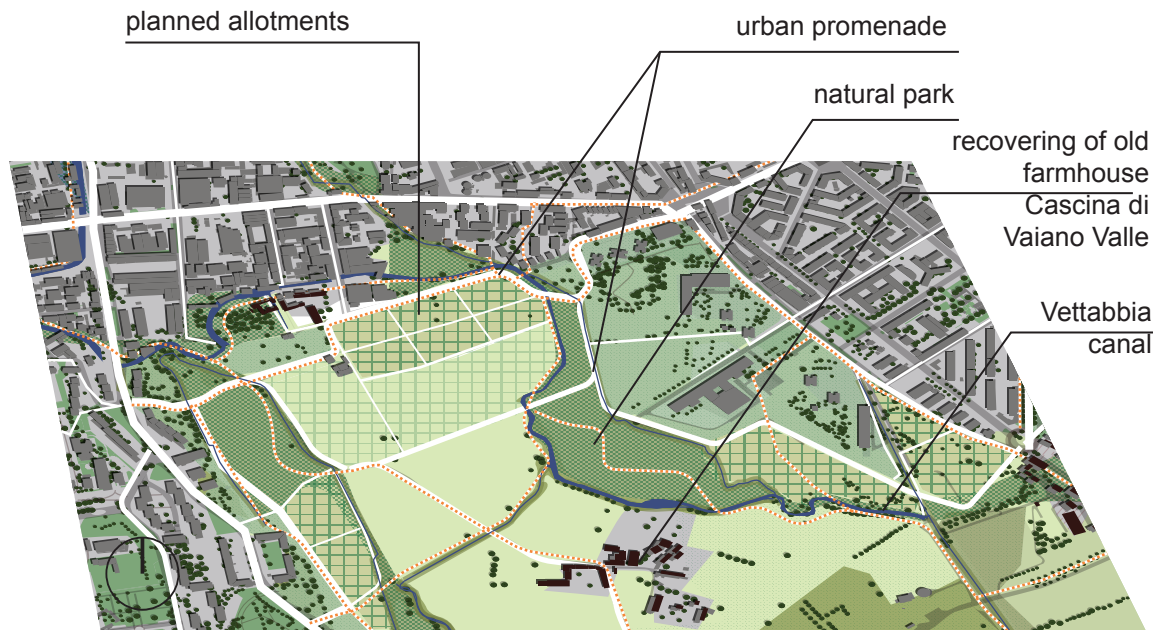 planned allotments
urban promenade
natural park
recovering of old
farmhouse
Cascina di
Vaiano Valle
Vettabbia
canal